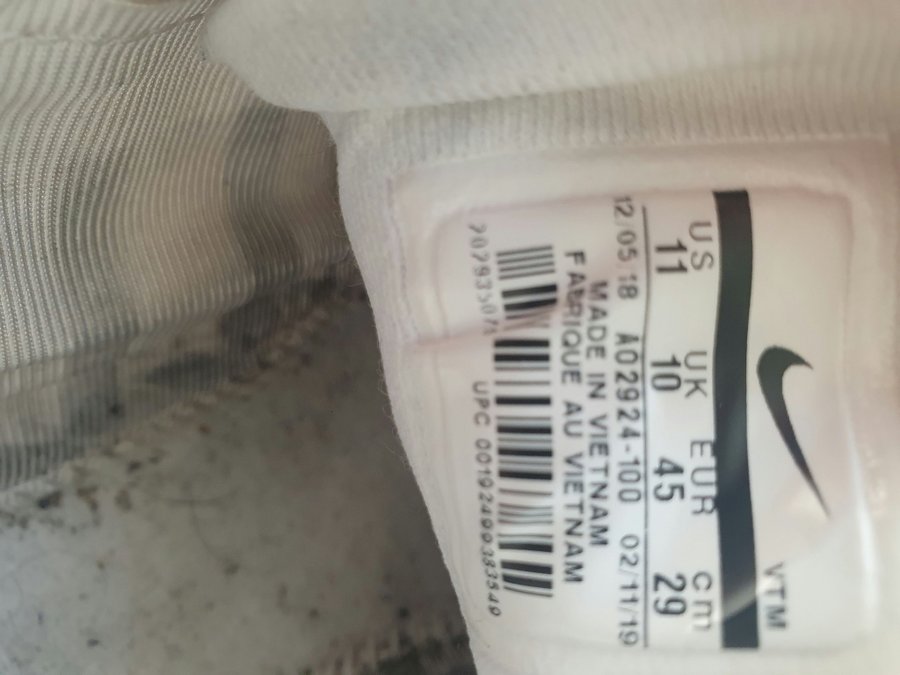 VTM
US UK EUR cm
11 10 45 29
12/05/18 AO2924-100 02/11/19
MADE IN VIETNAM
FABRIQUE AU VIETNAM
UPC